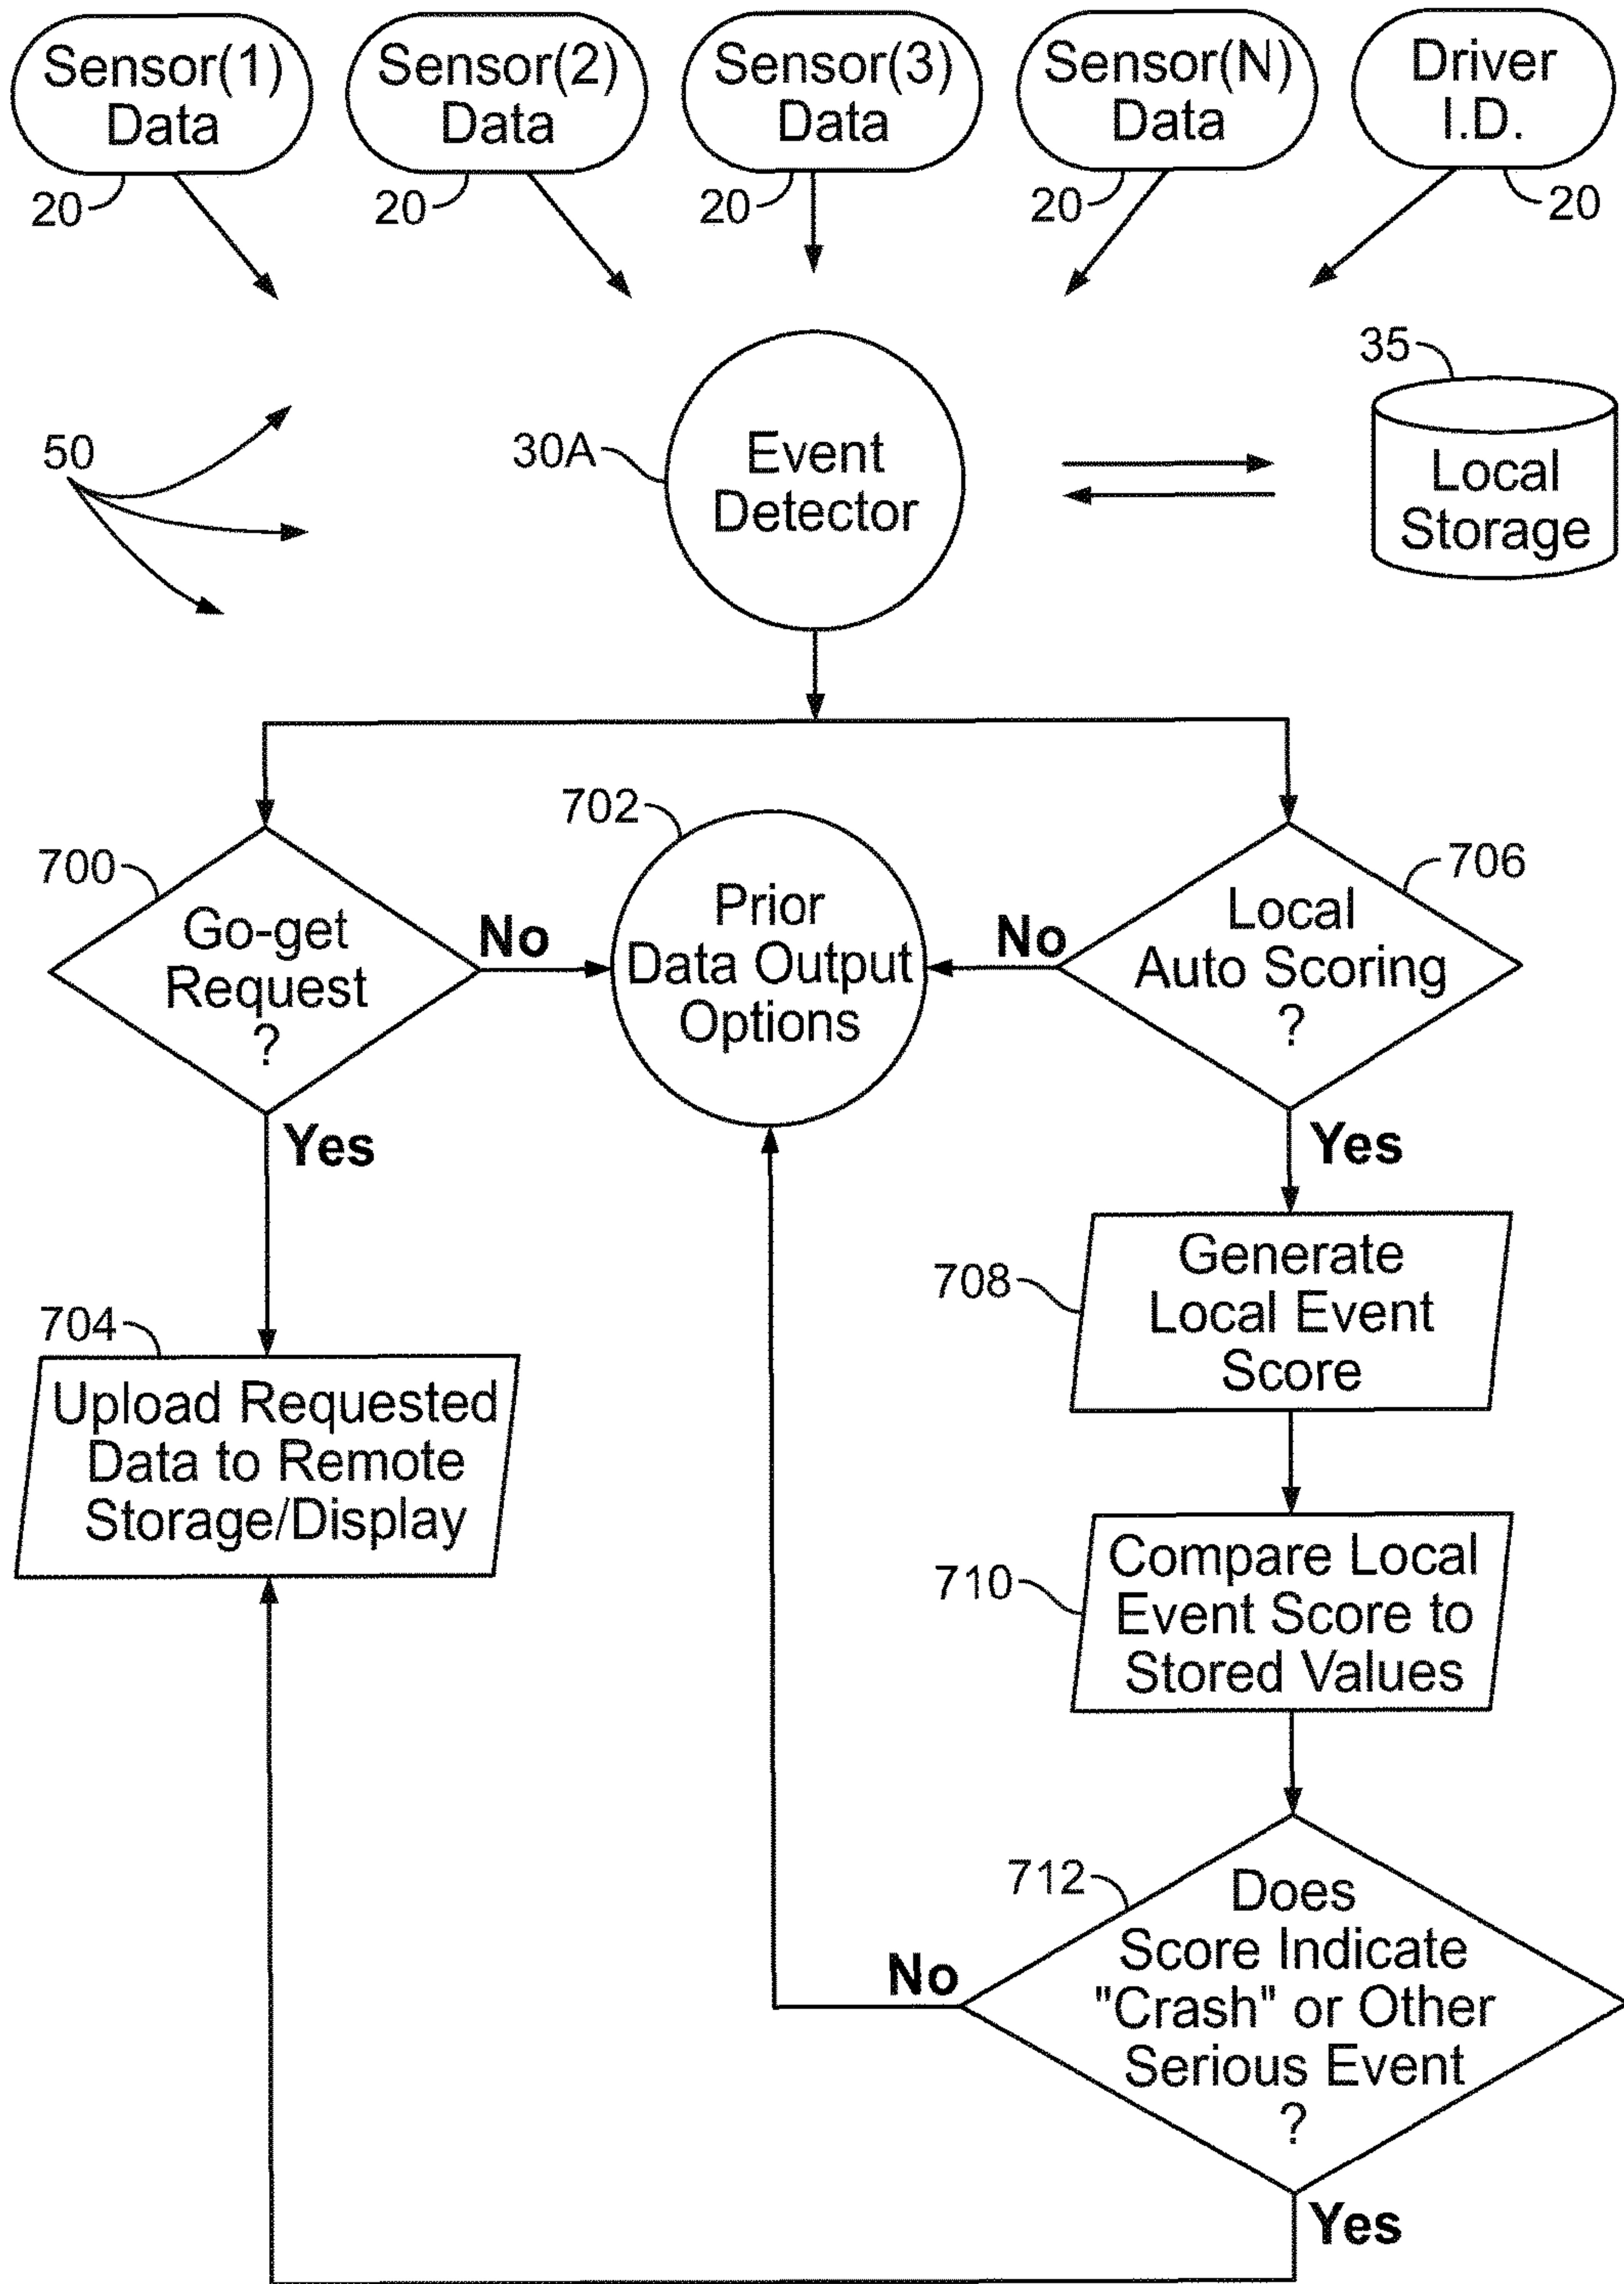 Sensor(1)
Data
Sensor(2)
Data
Sensor(3)
Data
Sensor(N)
Data
Driver
I.D.
20
20
20
20
20
35
50
30A
Event
Detector
Local
Storage
702
700
706
Go-get
Request
?
No
Prior
Data Output
Options
No
Local
Auto Scoring
?
Yes
Yes
708
Generate
Local Event
Score
704
Upload Requested
Data to Remote
Storage/Display
710
Compare Local
Event Score to
Stored Values
712
Does
Score Indicate
"Crash" or Other
Serious Event
?
No
Yes